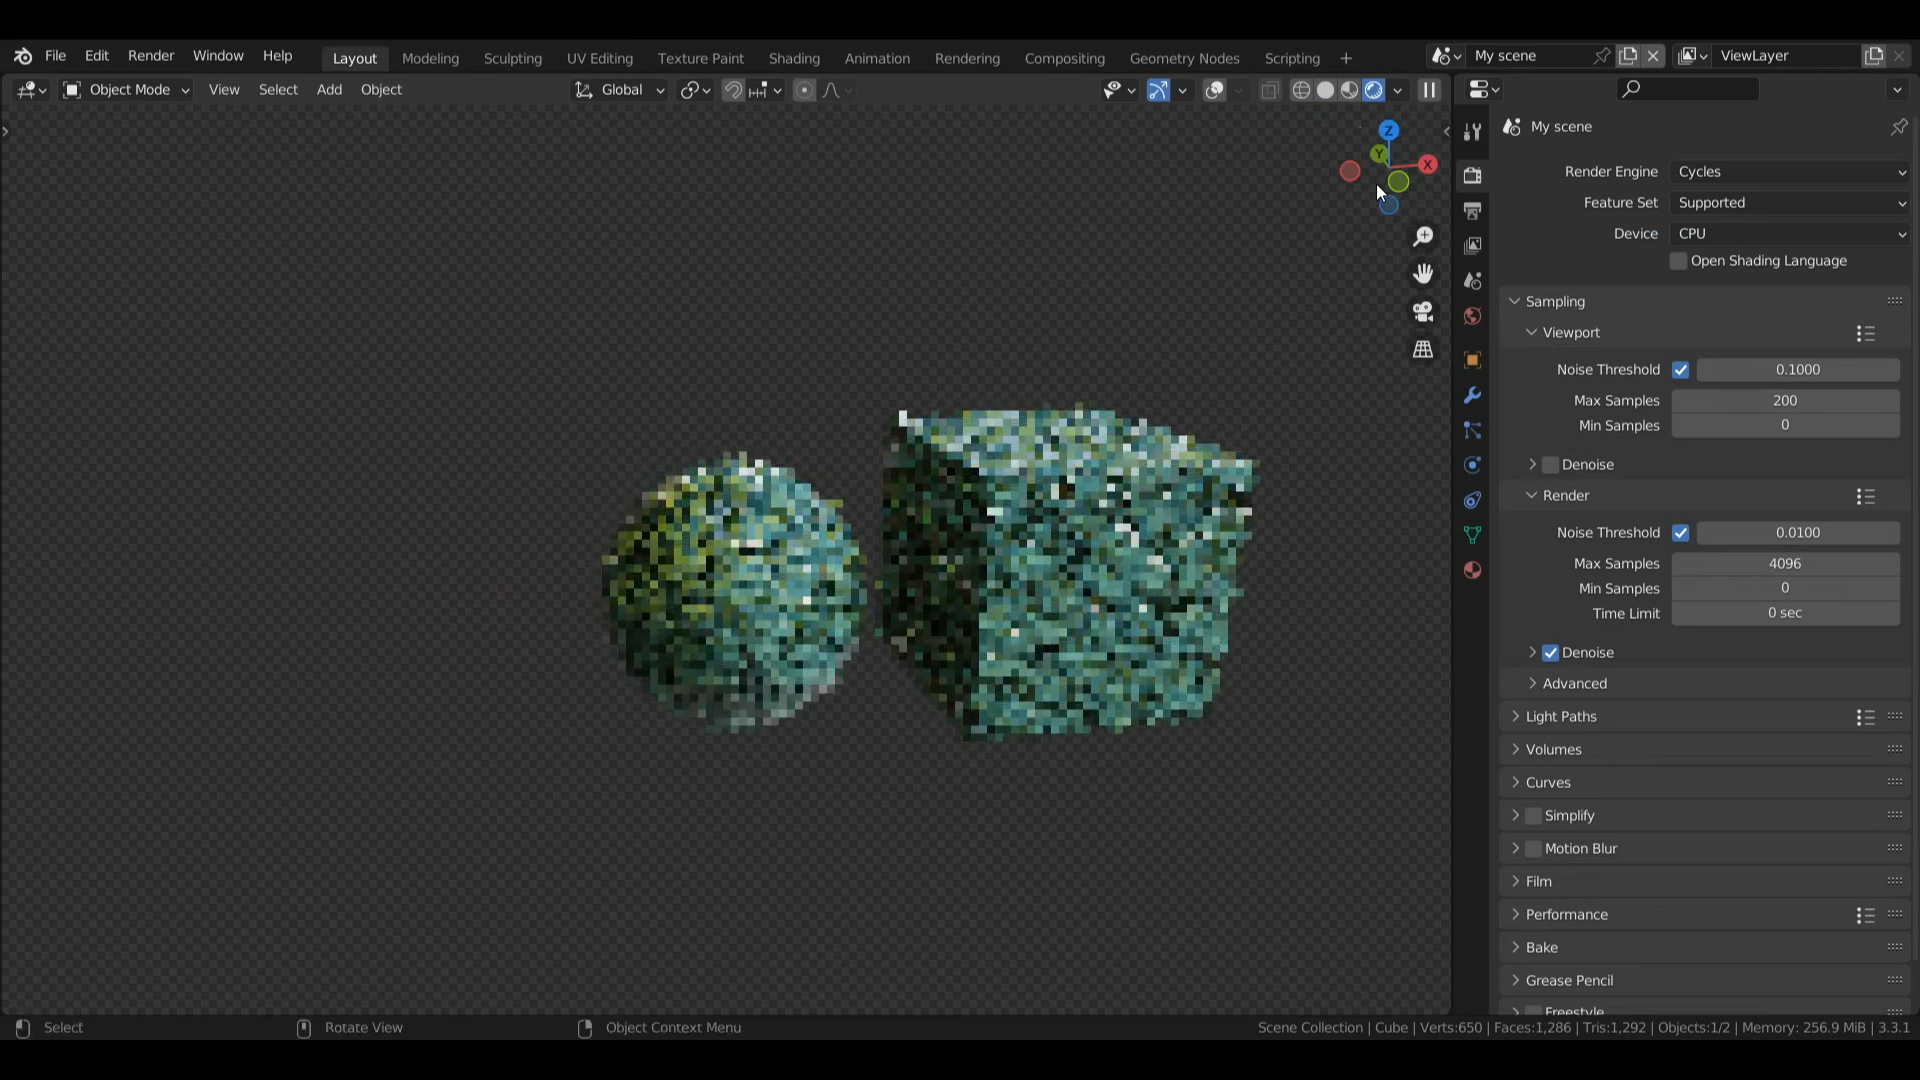 File Edit Render Window Help Layout Modeling Sculpting UV Editing Texture Paint Shading Animation Rendering Compositing Geometry Nodes Scripting + My scene ViewLayer
Object Mode View Select Add Object Global
Z
Y
X
My scene
Render Engine Cycles
Feature Set Supported
Device CPU
Open Shading Language
Sampling
Viewport
Noise Threshold 0.1000
Max Samples 200
Min Samples 0
Denoise
Render
Noise Threshold 0.0100
Max Samples 4096
Min Samples 0
Time Limit 0 sec
Denoise
Advanced
Light Paths
Volumes
Curves
Simplify
Motion Blur
Film
Performance
Bake
Grease Pencil
Freestyle
Select Rotate View Object Context Menu Scene Collection | Cube | Verts:650 | Faces:1,286 | Tris:1,292 | Objects:1/2 | Memory: 256.9 MiB | 3.3.1